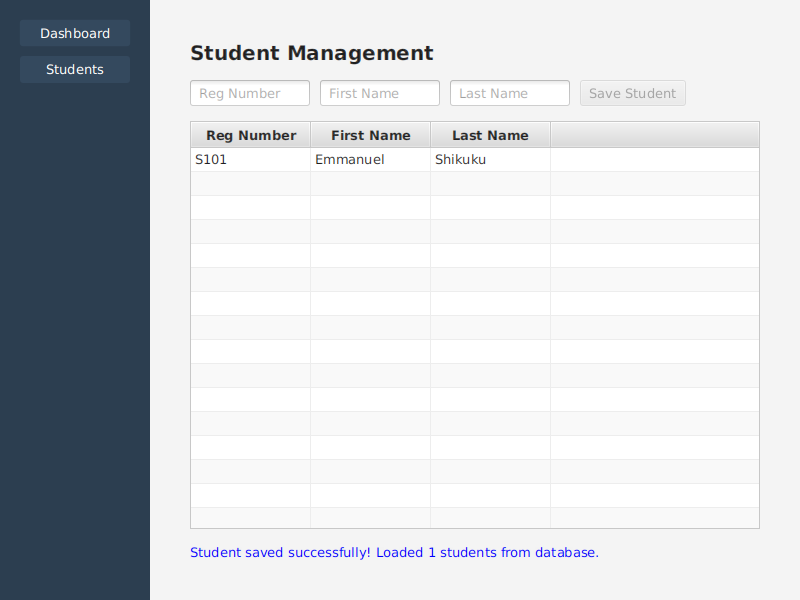 Dashboard
Students
Student Management
Reg Number First Name Last Name Save Student
Reg Number First Name Last Name
S101 Emmanuel Shikuku
Student saved successfully! Loaded 1 students from database.